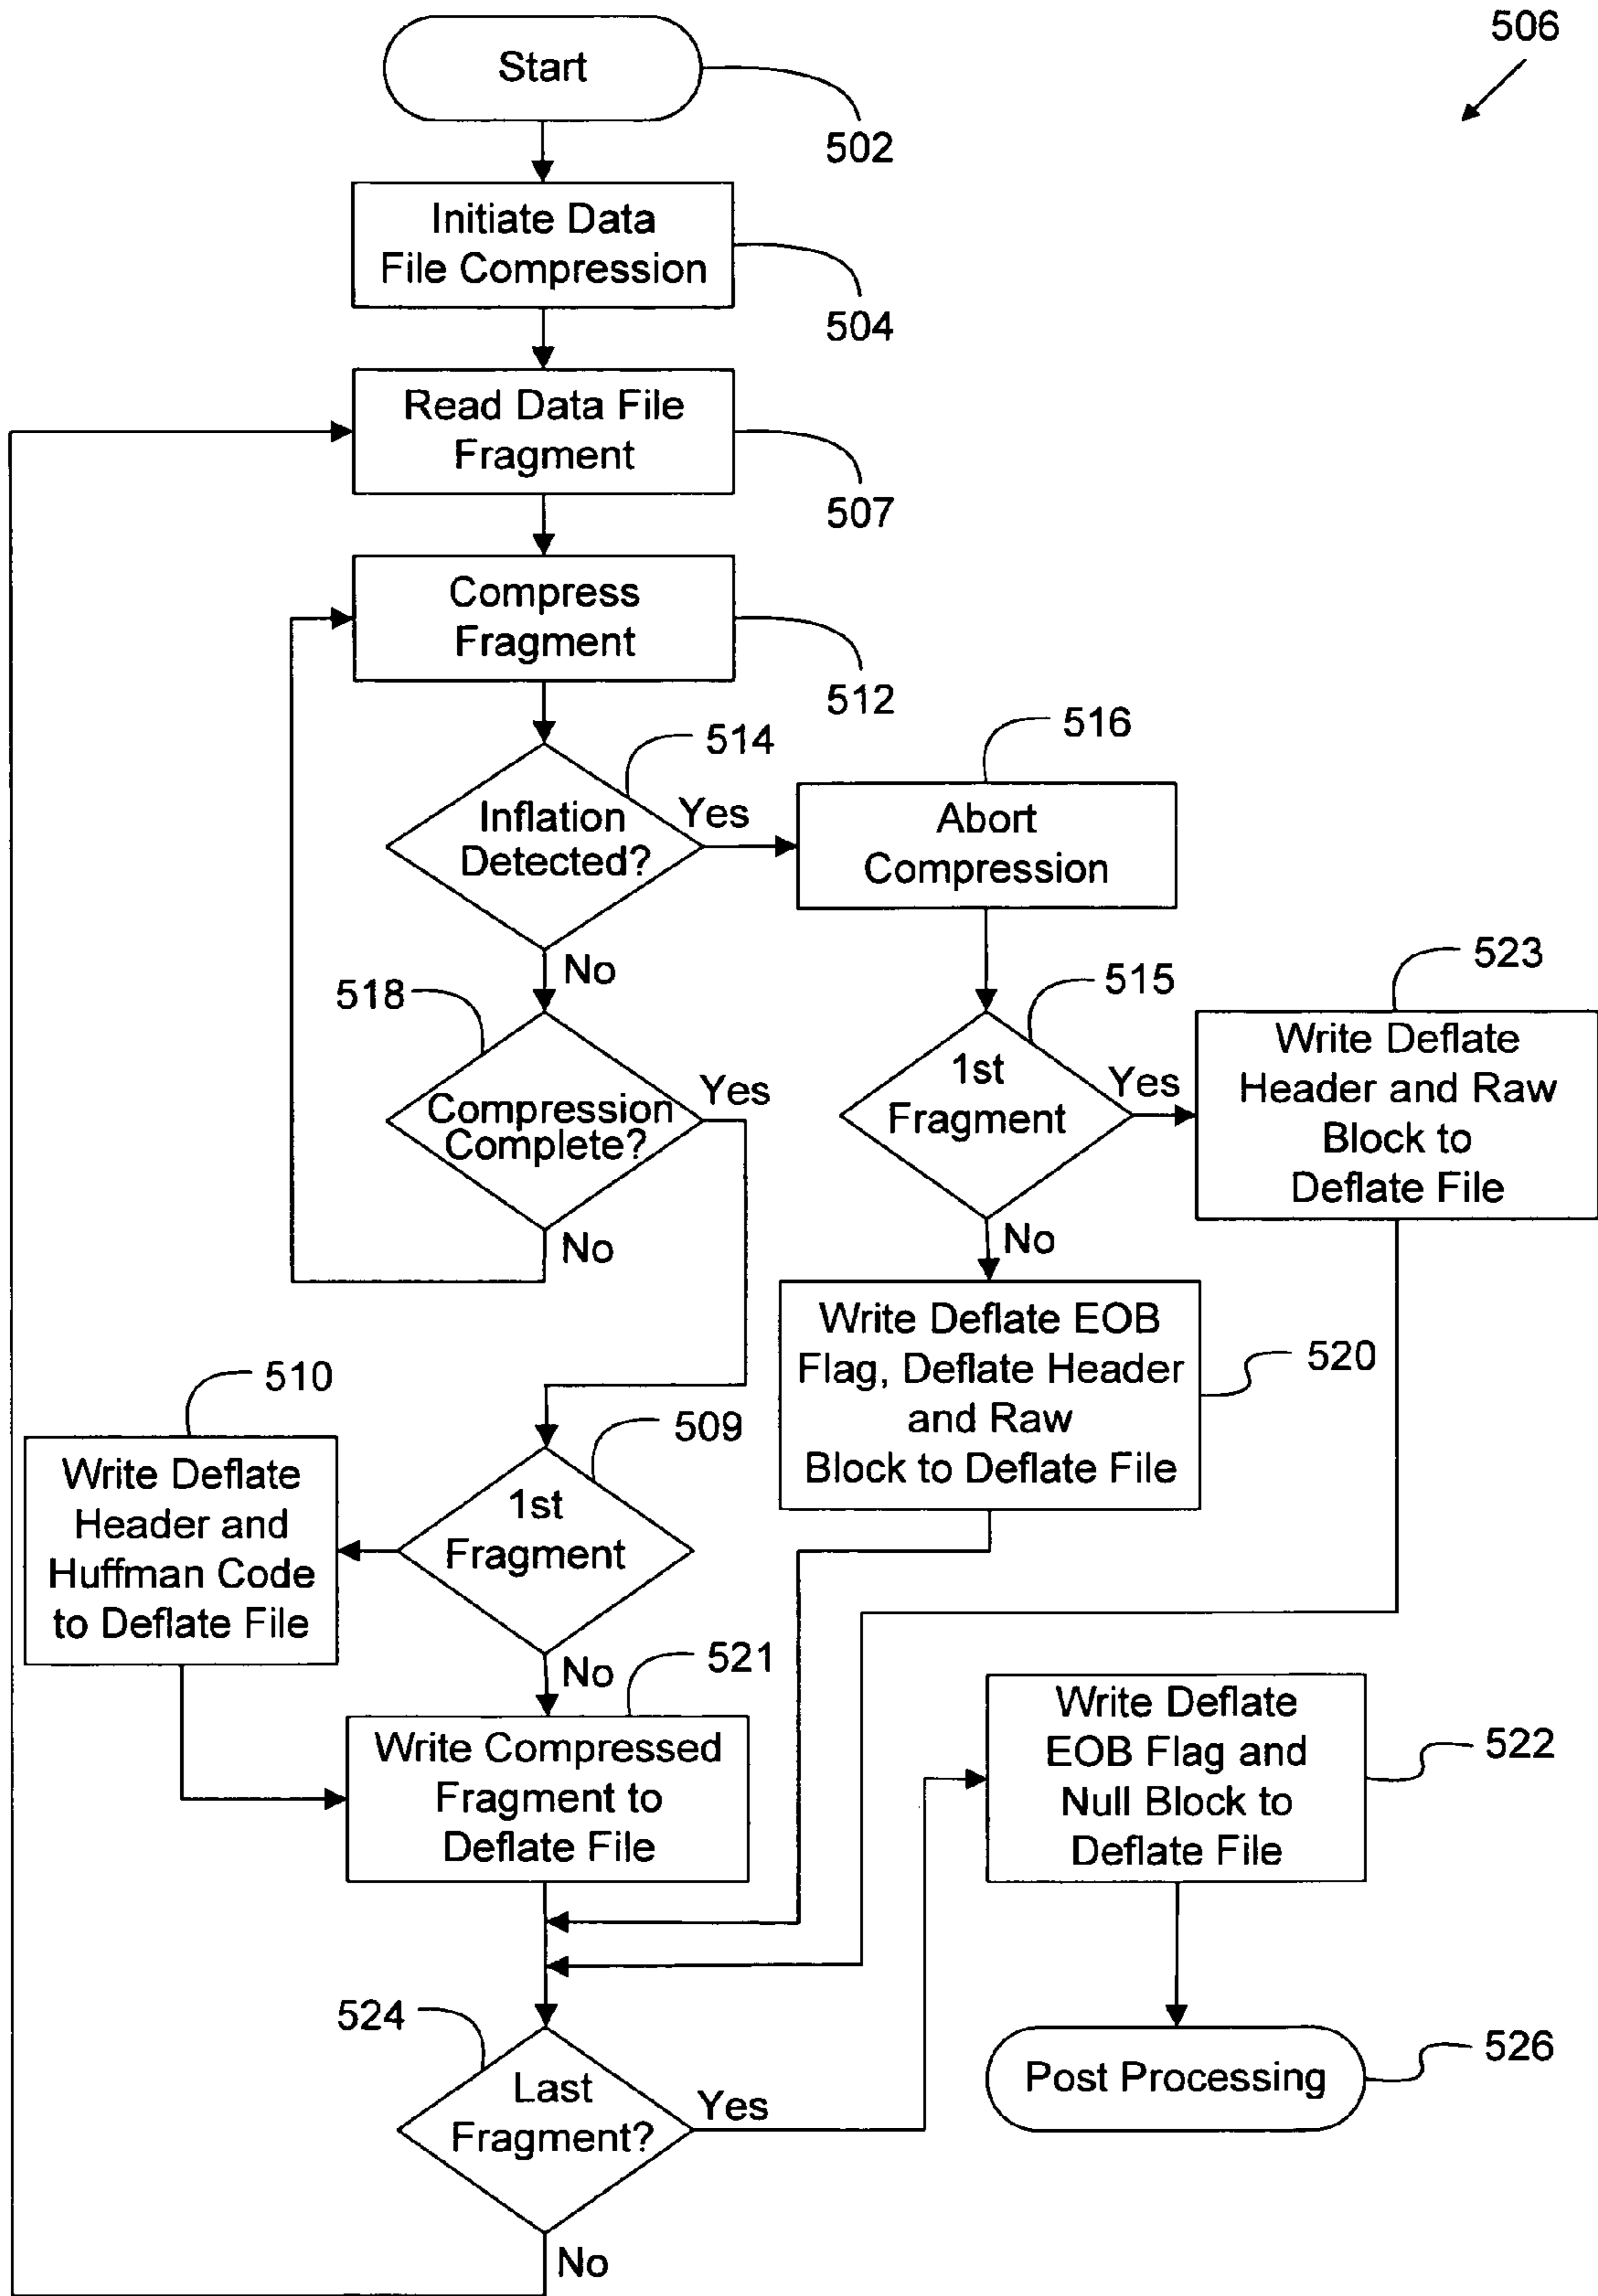 506
Start
502
Initiate Data
File Compression
504
Read Data File
Fragment
507
Compress
Fragment
512
514
Inflation
Detected?
Yes
516
Abort
Compression
No
518
Compression
Complete?
Yes
No
515
1st
Fragment
Yes
523
Write Deflate
Header and Raw
Block to
Deflate File
No
Write Deflate EOB
Flag, Deflate Header
and Raw
Block to Deflate File
520
510
Write Deflate
Header and
Huffman Code
to Deflate File
509
1st
Fragment
No
521
Write Compressed
Fragment to
Deflate File
Write Deflate
EOB Flag and
Null Block to
Deflate File
522
524
Last
Fragment?
Yes
No
Post Processing
526